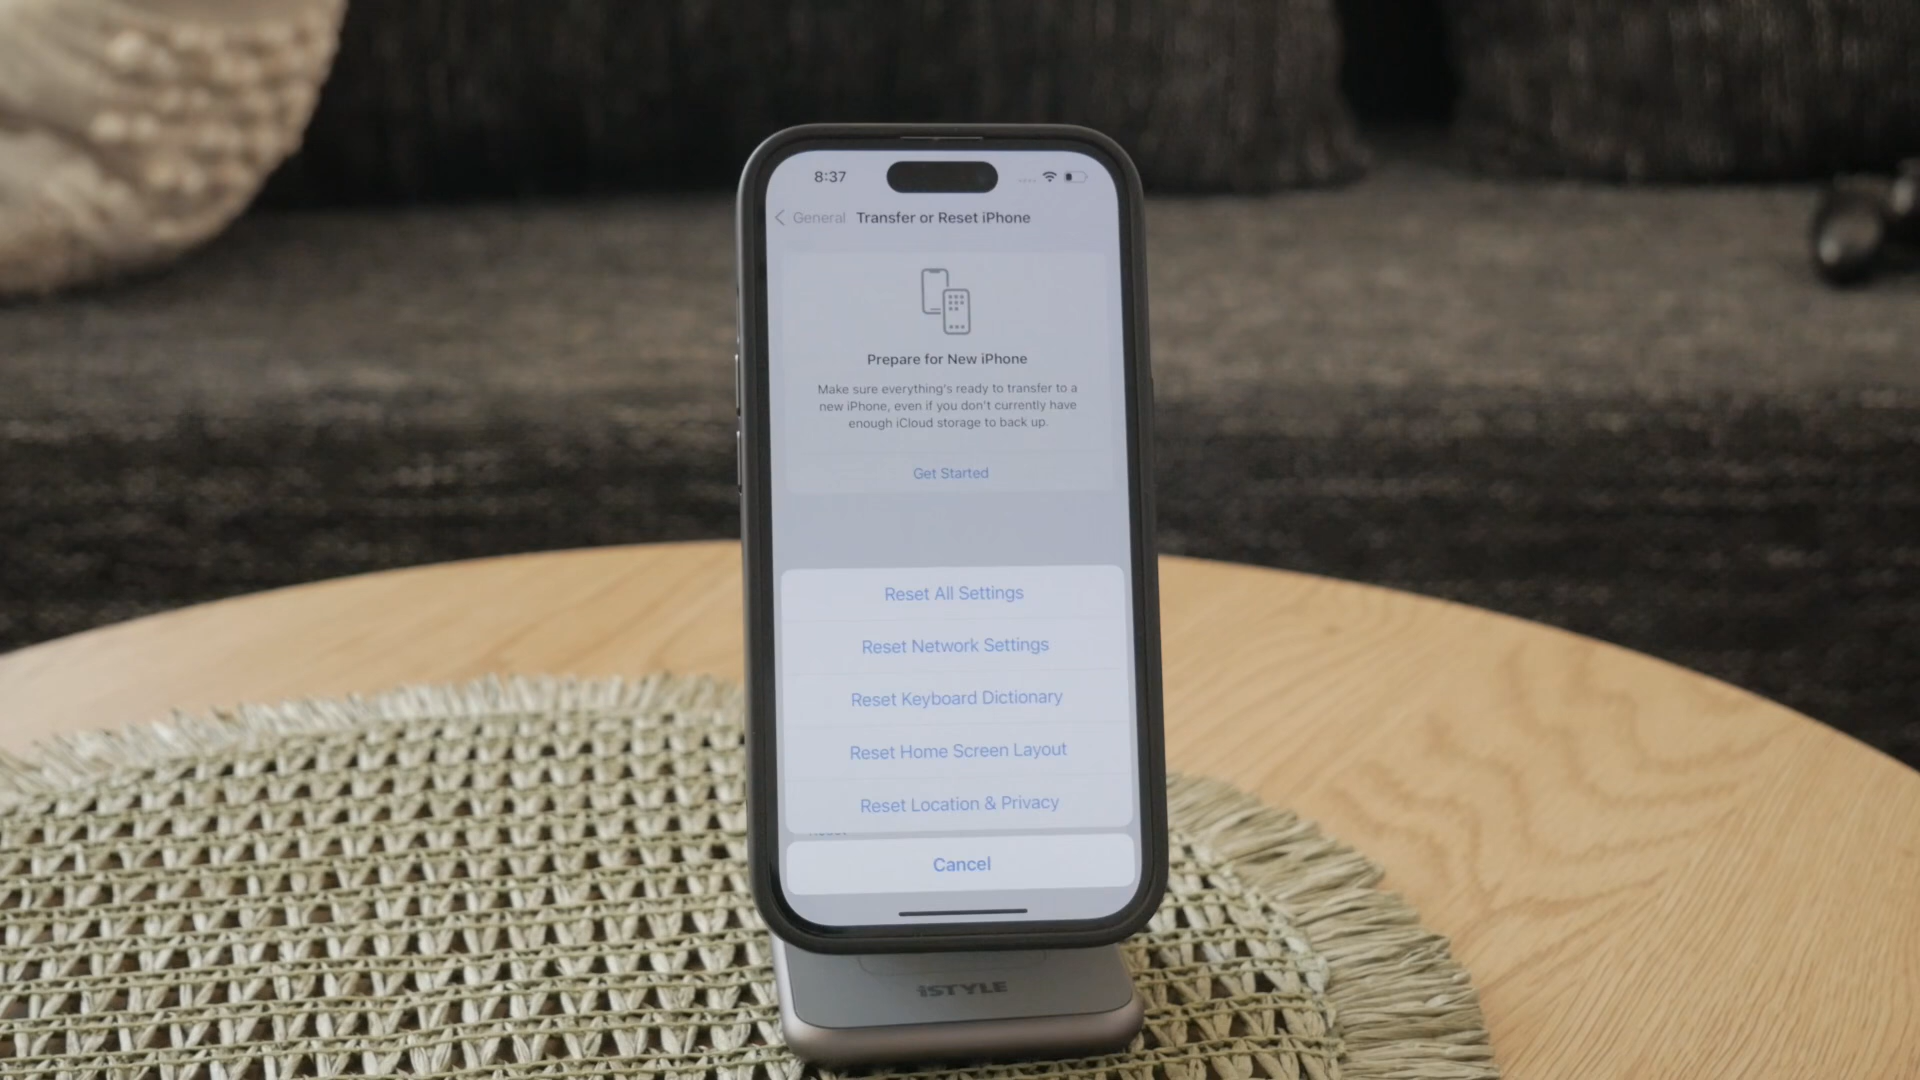 8:37
General Transfer or Reset iPhone
Prepare for New iPhone
Make sure everything's ready to transfer to a
new iPhone, even if you don't currently have
enough iCloud storage to back up.
Get Started
Reset All Settings
Reset Network Settings
Reset Keyboard Dictionary
Reset Home Screen Layout
Reset Location & Privacy
Cancel
iSTYLE